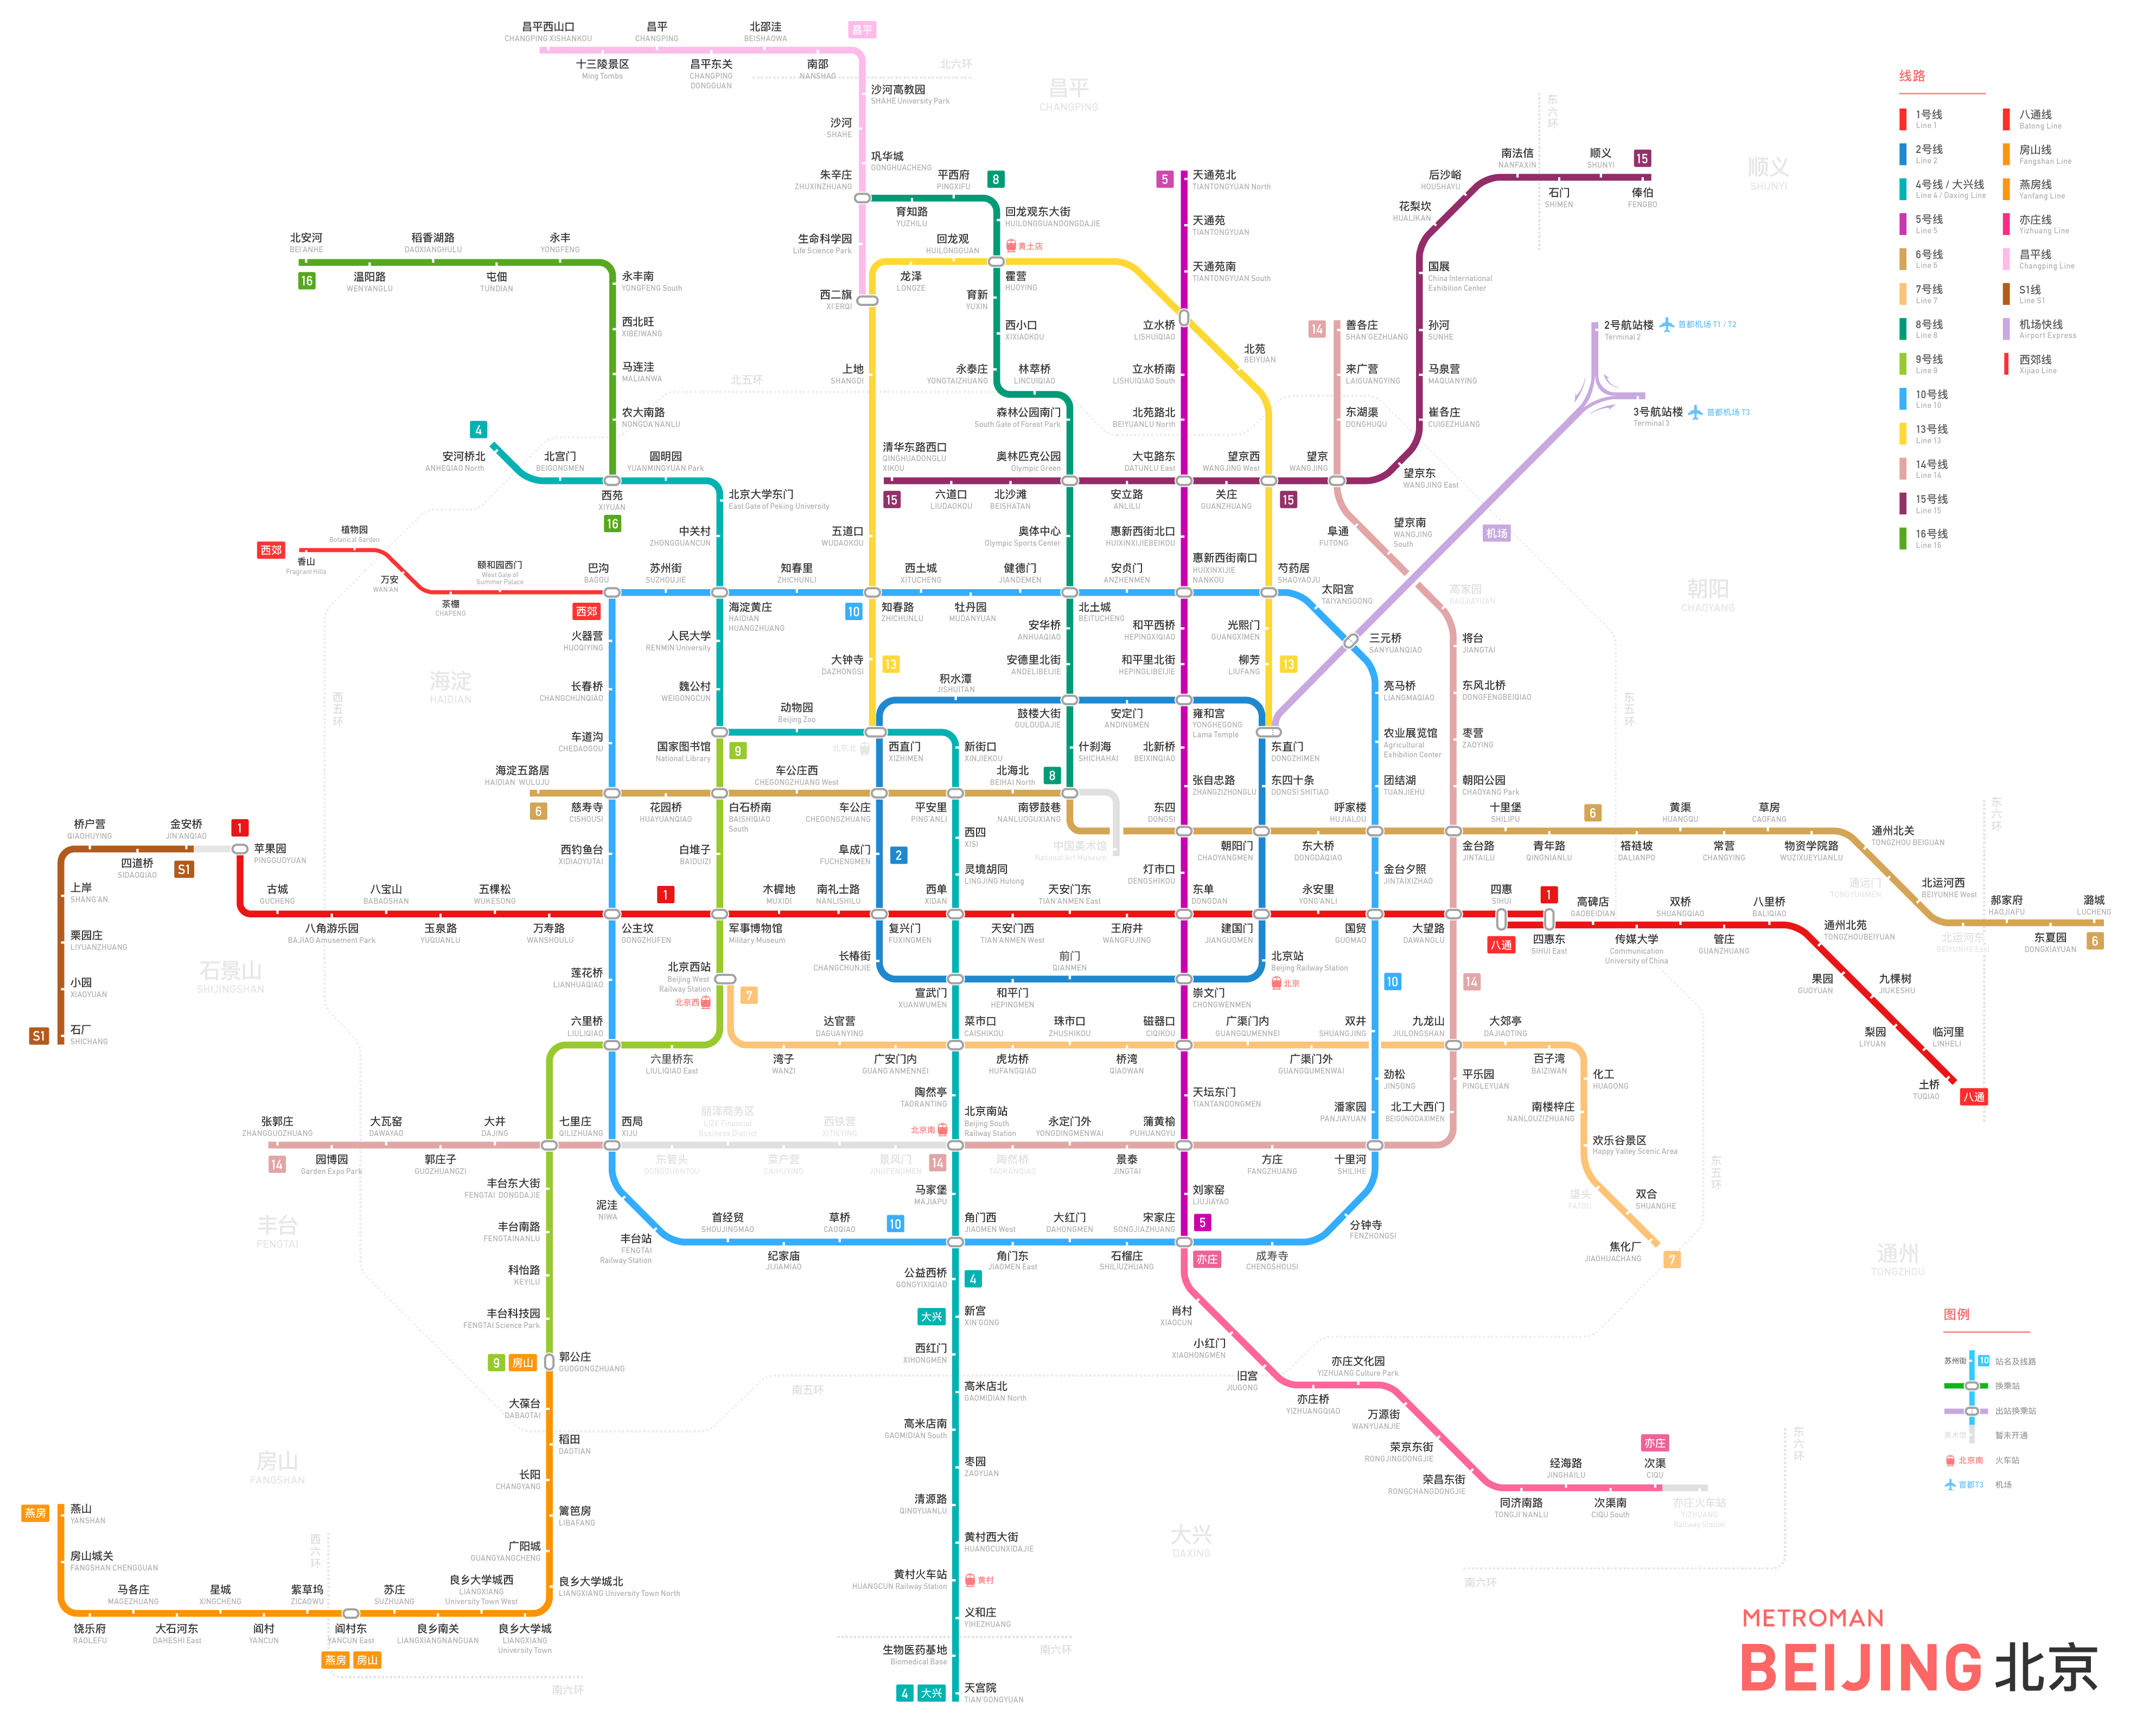 昌平西山口
CHANGPING XISHANKOU
昌平
CHANGPING
北邵洼
BEISHAOWA
昌平
十三陵景区
Ming Tombs
昌平东关
CHANGPING
DONGGUAN
南邵
NANSHAO
北六环
昌平
CHANGPING
沙河高教园
SHAHE University Park
沙河
SHAHE
巩华城
GONGHUACHENG
朱辛庄
ZHUXINZHUANG
平西府
PINGXIFU
8
育知路
YUZHILU
回龙观东大街
HUILONGGUANDONGDAJIE
生命科学园
Life Science Park
回龙观
HUILONGGUAN
黄土店
龙泽
LONGZE
霍营
HUOYING
西二旗
XI'ERQI
育新
YUXIN
西小口
XIXIAOKOU
上地
SHANGDI
永泰庄
YONGTAIZHUANG
林萃桥
LINCUIQIAO
森林公园南门
South Gate of Forest Park
5
天通苑北
TIANTONGYUAN North
天通苑
TIANTONGYUAN
天通苑南
TIANTONGYUAN South
立水桥
LISHUIQIAO
北苑
BEIYUAN
立水桥南
LISHUIQIAO South
北苑路北
BEIYUANLU North
东六环
南法信
NANFAXIN
顺义
SHUNYI
15
后沙峪
HOUSHAYU
石门
SHIMEN
俸伯
FENGBO
花梨坎
HUALIKAN
顺义
SHUNYI
国展
China International
Exhibition Center
14
善各庄
SHAN'GEZHUANG
孙河
SUNHE
来广营
LAIGUANGYING
马泉营
MAQUANYING
东湖渠
DONGHUQU
崔各庄
CUIGEZHUANG
2号航站楼
Terminal 2
首都机场 T1 / T2
3号航站楼
Terminal 3
首都机场 T3
线路
1号线
Line 1
八通线
Batong Line
2号线
Line 2
房山线
Fangshan Line
4号线 / 大兴线
Line 4 / Daxing Line
燕房线
Yanfang Line
5号线
Line 5
亦庄线
Yizhuang Line
6号线
Line 6
昌平线
Changping Line
7号线
Line 7
S1线
Line S1
8号线
Line 8
机场快线
Airport Express
9号线
Line 9
西郊线
Xijiao Line
10号线
Line 10
13号线
Line 13
14号线
Line 14
15号线
Line 15
16号线
Line 16
北安河
BEI'ANHE
稻香湖路
DAOXIANGHULU
永丰
YONGFENG
16
温阳路
WENYANGLU
屯佃
TUNDIAN
永丰南
YONGFENG South
西北旺
XIBEIWANG
马连洼
MALIANWA
北五环
农大南路
NONGDA'NANLU
4
安河桥北
ANHEQIAO North
北宫门
BEIGONGMEN
圆明园
YUANMINGYUAN Park
西苑
XIYUAN
16
北京大学东门
East Gate of Peking University
清华东路西口
QINGHUADONGLU
XIKOU
奥林匹克公园
Olympic Green
大屯路东
DATUNLU East
望京西
WANGJING West
望京
WANGJING
望京东
WANGJING East
15
六道口
LIUDAOKOU
北沙滩
BEISHATAN
安立路
ANLILU
关庄
GUANZHUANG
15
西郊
植物园
Botanical Garden
香山
Fragrant Hills
万安
WAN'AN
颐和园西门
West Gate of
Summer Palace
茶棚
CHAPENG
中关村
ZHONGGUANCUN
五道口
WUDAOKOU
奥体中心
Olympic Sports Center
惠新西街北口
HUIXINXIJIEBEIKOU
阜通
FUTONG
望京南
WANGJING
South
机场
巴沟
BAGOU
苏州街
SUZHOUJIE
知春里
ZHICHUNLI
西土城
XITUCHENG
健德门
JIANDEMEN
安贞门
ANZHENMEN
惠新西街南口
HUIXINXIJIE
NANKOU
芍药居
SHAOYAOJU
太阳宫
TAIYANGGONG
高家园
GAOJIAYUAN
朝阳
CHAOYANG
西郊
海淀黄庄
HAIDIAN
HUANGZHUANG
10
知春路
ZHICHUNLU
牡丹园
MUDANYUAN
北土城
BEITUCHENG
火器营
HUOQIYING
人民大学
RENMIN University
安华桥
ANHUAQIAO
和平西桥
HEPINGXIQIAO
光熙门
GUANGXIMEN
三元桥
SANYUANQIAO
将台
JIANGTAI
大钟寺
DAZHONGSI
13
安德里北街
ANDELIBEIJIE
和平里北街
HEPINGLIBEIJIE
柳芳
LIUFANG
13
海淀
HAIDIAN
西五环
长春桥
CHANGCHUNQIAO
魏公村
WEIGONGCUN
积水潭
JISHUITAN
亮马桥
LIANGMAQIAO
东风北桥
DONGFENGBEIQIAO
东五环
动物园
Beijing Zoo
鼓楼大街
GULOUDAJIE
安定门
ANDINGMEN
雍和宫
YONGHEGONG
Lama Temple
车道沟
CHEDAOGOU
国家图书馆
National Library
9
北京北
西直门
XIZHIMEN
新街口
XINJIEKOU
什刹海
SHICHAHAI
北新桥
BEIXINQIAO
东直门
DONGZHIMEN
农业展览馆
Agricultural
Exhibition Center
枣营
ZAOYING
海淀五路居
HAIDIAN WULUJU
车公庄西
CHEGONGZHUANG West
北海北
BEIHAI North
8
张自忠路
ZHANGZIZHONGLU
东四十条
DONGSI SHITIAO
团结湖
TUANJIEHU
朝阳公园
CHAOYANG Park
6
慈寿寺
CISHOUSI
花园桥
HUAYUANQIAO
白石桥南
BAISHIQIAO
South
车公庄
CHEGONGZHUANG
平安里
PING'ANLI
南锣鼓巷
NANLUOGUXIANG
东四
DONGSI
呼家楼
HUJIALOU
十里堡
SHILIPU
6
黄渠
HUANGQU
草房
CAOFANG
桥户营
QIAOHUYING
金安桥
JIN'ANQIAO
1
苹果园
PINGGUOYUAN
四道桥
SIDAOQIAO
S1
西钓鱼台
XIDIAOYUTAI
白堆子
BAIDUIZI
阜成门
FUCHENGMEN
2
西四
XISI
中国美术馆
National Art Museum
朝阳门
CHAOYANGMEN
东大桥
DONGDAQIAO
金台路
JINTAILU
青年路
QINGNIANLU
褡裢坡
DALIANPO
常营
CHANGYING
物资学院路
WUZIXUEYUANLU
通州北关
TONGZHOU BEIGUAN
东六环
上岸
SHANG'AN
古城
GUCHENG
八宝山
BABAOSHAN
五棵松
WUKESONG
1
木樨地
MUXIDI
南礼士路
NANLISHILU
灵境胡同
LINGJING Hutong
西单
XIDAN
天安门东
TIAN'ANMEN East
灯市口
DENGSHIKOU
东单
DONGDAN
永安里
YONG'ANLI
金台夕照
JINTAIXIZHAO
四惠
SIHUI
1
高碑店
GAOBEIDIAN
双桥
SHUANGQIAO
八里桥
BALIQIAO
通运门
TONGYUNMEN
北运河西
BEIYUNHE West
郝家府
HAOJIAFU
潞城
LUCHENG
八角游乐园
BAJIAO Amusement Park
玉泉路
YUQUANLU
万寿路
WANSHOULU
公主坟
GONGZHUFEN
军事博物馆
Military Museum
复兴门
FUXINGMEN
天安门西
TIAN'ANMEN West
王府井
WANGFUJING
建国门
JIANGUOMEN
国贸
GUOMAO
大望路
DAWANGLU
八通
四惠东
SIHUI East
传媒大学
Communication
University of China
管庄
GUANZHUANG
通州北苑
TONGZHOUBEIYUAN
北运河东
BEIYUNHE East
东夏园
DONGXIAYUAN
6
栗园庄
LIYUANZHUANG
石景山
SHIJINGSHAN
小园
XIAOYUAN
S1
石厂
SHICHANG
莲花桥
LIANHUAQIAO
北京西站
Beijing West
Railway Station
北京西
7
长椿街
CHANGCHUNJIE
前门
QIANMEN
北京站
Beijing Railway Station
北京
宣武门
XUANWUMEN
和平门
HEPINGMEN
崇文门
CHONGWENMEN
10
14
果园
GUOYUAN
九棵树
JIUKESHU
梨园
LIYUAN
临河里
LINHELI
土桥
TUQIAO
八通
六里桥
LIULIQIAO
达官营
DAGUANYING
菜市口
CAISHIKOU
珠市口
ZHUSHIKOU
磁器口
CIQIKOU
广渠门内
GUANGQUMENNEI
双井
SHUANGJING
九龙山
JIULONGSHAN
大郊亭
DAJIAOTING
六里桥东
LIULIQIAO East
湾子
WANZI
广安门内
GUANG'ANMENNEI
虎坊桥
HUFANGQIAO
桥湾
QIAOWAN
广渠门外
GUANGQUMENWAI
百子湾
BAIZIWAN
化工
HUAGONG
陶然亭
TAORANTING
天坛东门
TIANTANDONGMEN
劲松
JINSONG
平乐园
PINGLEYUAN
张郭庄
ZHANGGUOZHUANG
大瓦窑
DAWAYAO
大井
DAJING
七里庄
QILIZHUANG
西局
XIJU
丽泽商务区
LIZE Financial
Business District
西铁营
XITIEYING
北京南
北京南站
Beijing South
Railway Station
永定门外
YONGDINGMENWAI
蒲黄榆
PUHUANGYU
潘家园
PANJIAYUAN
北工大西门
BEIGONGDAXIMEN
南楼梓庄
NANLOUZIZHUANG
14
园博园
Garden Expo Park
郭庄子
GUOZHUANGZI
东管头
DONGGUANTOU
菜户营
CAIHUYING
景风门
JINGFENGMEN
14
陶然桥
TAORANQIAO
景泰
JINGTAI
方庄
FANGZHUANG
十里河
SHILIHE
欢乐谷景区
Happy Valley Scenic Area
东五环
丰台东大街
FENGTAI DONGDAJIE
马家堡
MAJIAPU
刘家窑
LIUJIAYAO
垡头
FATOU
双合
SHUANGHE
丰台
FENGTAI
丰台南路
FENGTAINANLU
泥洼
NIWA
丰台站
FENGTAI
Railway Station
首经贸
SHOUJINGMAO
草桥
CAOQIAO
10
角门西
JIAOMEN West
大红门
DAHONGMEN
宋家庄
SONGJIAZHUANG
5
分钟寺
FENZHONGSI
焦化厂
JIAOHUACHANG
7
通州
TONGZHOU
纪家庙
JIJIAMIAO
角门东
JIAOMEN East
石榴庄
SHILIUZHUANG
亦庄
成寿寺
CHENGSHOUSI
科怡路
KEYILU
公益西桥
GONGYIXIQIAO
4
丰台科技园
FENGTAI Science Park
大兴
新宫
XIN'GONG
肖村
XIAOCUN
西红门
XIHONGMEN
小红门
XIAOHONGMEN
9
房山
郭公庄
GUOGONGZHUANG
旧宫
JIUGONG
亦庄文化园
YIZHUANG Culture Park
南五环
高米店北
GAOMIDIAN North
亦庄桥
YIZHUANGQIAO
大葆台
DABAOTAI
万源街
WANYUANJIE
稻田
DAOTIAN
高米店南
GAOMIDIAN South
荣京东街
RONGJINGDONGJIE
房山
FANGSHAN
长阳
CHANGYANG
枣园
ZAOYUAN
荣昌东街
RONGCHANGDONGJIE
经海路
JINGHAILU
亦庄
次渠
CIQU
东六环
燕房
燕山
YANSHAN
篱笆房
LIBAFANG
清源路
QINGYUANLU
同济南路
TONGJI'NANLU
次渠南
CIQU South
亦庄火车站
YIZHUANG
Railway Station
房山城关
FANGSHAN CHENGGUAN
西六环
广阳城
GUANGYANGCHENG
黄村西大街
HUANGCUNXIDAJIE
大兴
DAXING
南六环
马各庄
MAGEZHUANG
星城
XINGCHENG
紫草坞
ZICAOWU
苏庄
SUZHUANG
良乡大学城西
LIANGXIANG
University Town West
良乡大学城北
LIANGXIANG University Town North
黄村火车站
HUANGCUN Railway Station
黄村
饶乐府
RAOLEFU
大石河东
DAHESHI East
阎村
YANCUN
阎村东
YANCUN East
良乡南关
LIANGXIANGNANGUAN
良乡大学城
LIANGXIANG
University Town
义和庄
YIHEZHUANG
燕房
房山
南六环
生物医药基地
Biomedical Base
南六环
4
大兴
天宫院
TIAN'GONGYUAN
图例
苏州街
10
站名及线路
换乘站
出站换乘站
美术馆
暂未开通
北京南
火车站
首都T3
机场
METROMAN
BEIJING 北京